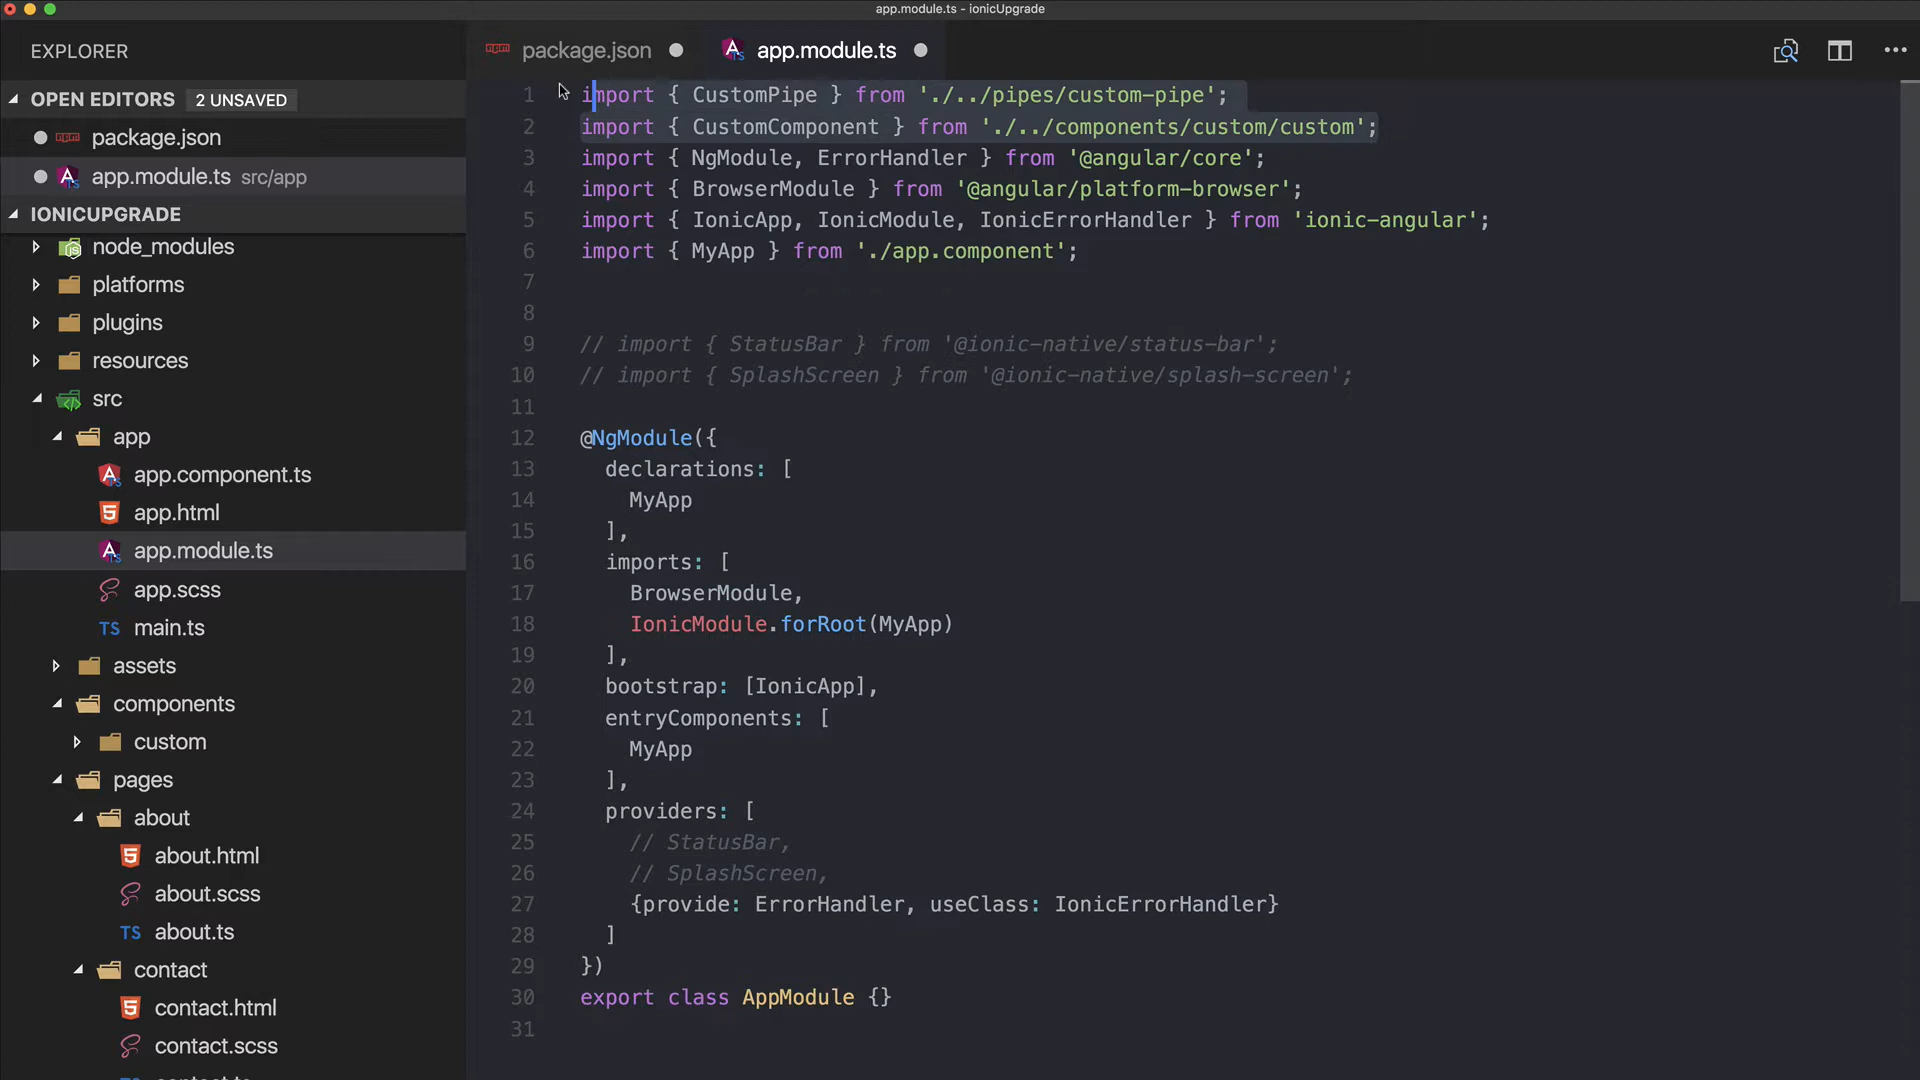 app.module.ts - ionicUpgrade
EXPLORER
OPEN EDITORS 2 UNSAVED
package.json
app.module.ts src/app
IONICUPGRADE
node_modules
platforms
plugins
resources
src
app
app.component.ts
app.html
app.module.ts
app.scss
TS main.ts
assets
components
custom
pages
about
about.html
about.scss
TS about.ts
contact
contact.html
contact.scss
package.json
app.module.ts
1 import { CustomPipe } from './../pipes/custom-pipe';
2 import { CustomComponent } from './../components/custom/custom';
3 import { NgModule, ErrorHandler } from '@angular/core';
4 import { BrowserModule } from '@angular/platform-browser';
5 import { IonicApp, IonicModule, IonicErrorHandler } from 'ionic-angular';
6 import { MyApp } from './app.component';
7
8
9 // import { StatusBar } from '@ionic-native/status-bar';
10 // import { SplashScreen } from '@ionic-native/splash-screen';
11
12 @NgModule({
13 declarations: [
14 MyApp
15 ],
16 imports: [
17 BrowserModule,
18 IonicModule.forRoot(MyApp)
19 ],
20 bootstrap: [IonicApp],
21 entryComponents: [
22 MyApp
23 ],
24 providers: [
25 // StatusBar,
26 // SplashScreen,
27 {provide: ErrorHandler, useClass: IonicErrorHandler}
28 ]
29 })
30 export class AppModule {}
31